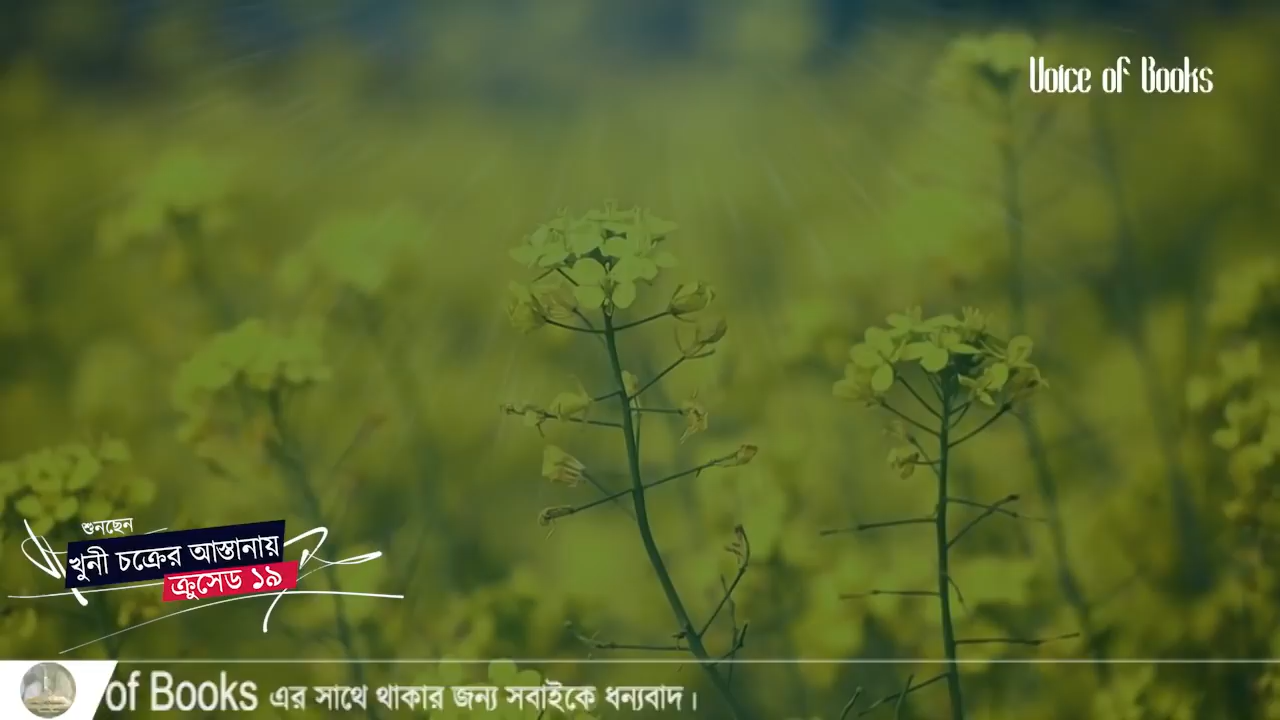 Voice of Books
শুনছেন
খুনী চক্রের আস্তানায়
ক্রুসেড ১৯
of Books এর সাথে থাকার জন্য সবাইকে ধন্যবাদ।